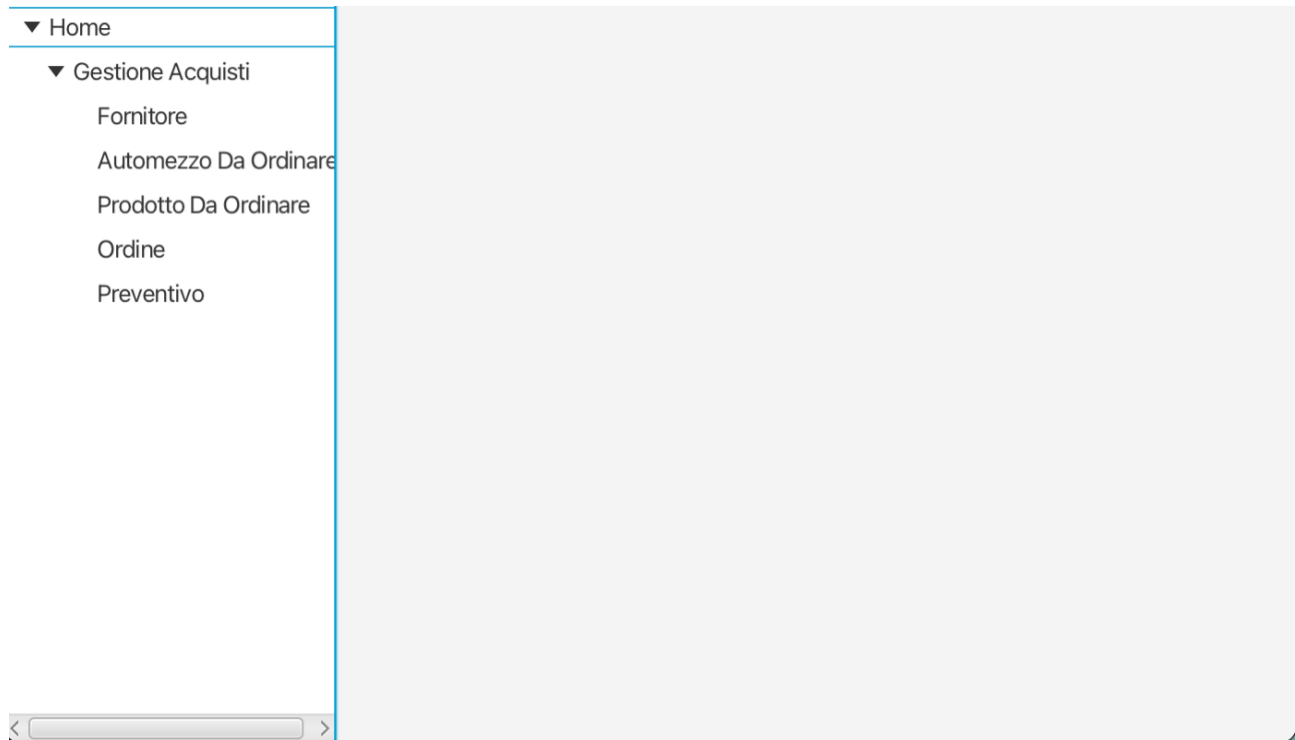 Home
Gestione Acquisti
Fornitore
Automezzo Da Ordinare
Prodotto Da Ordinare
Ordine
Preventivo